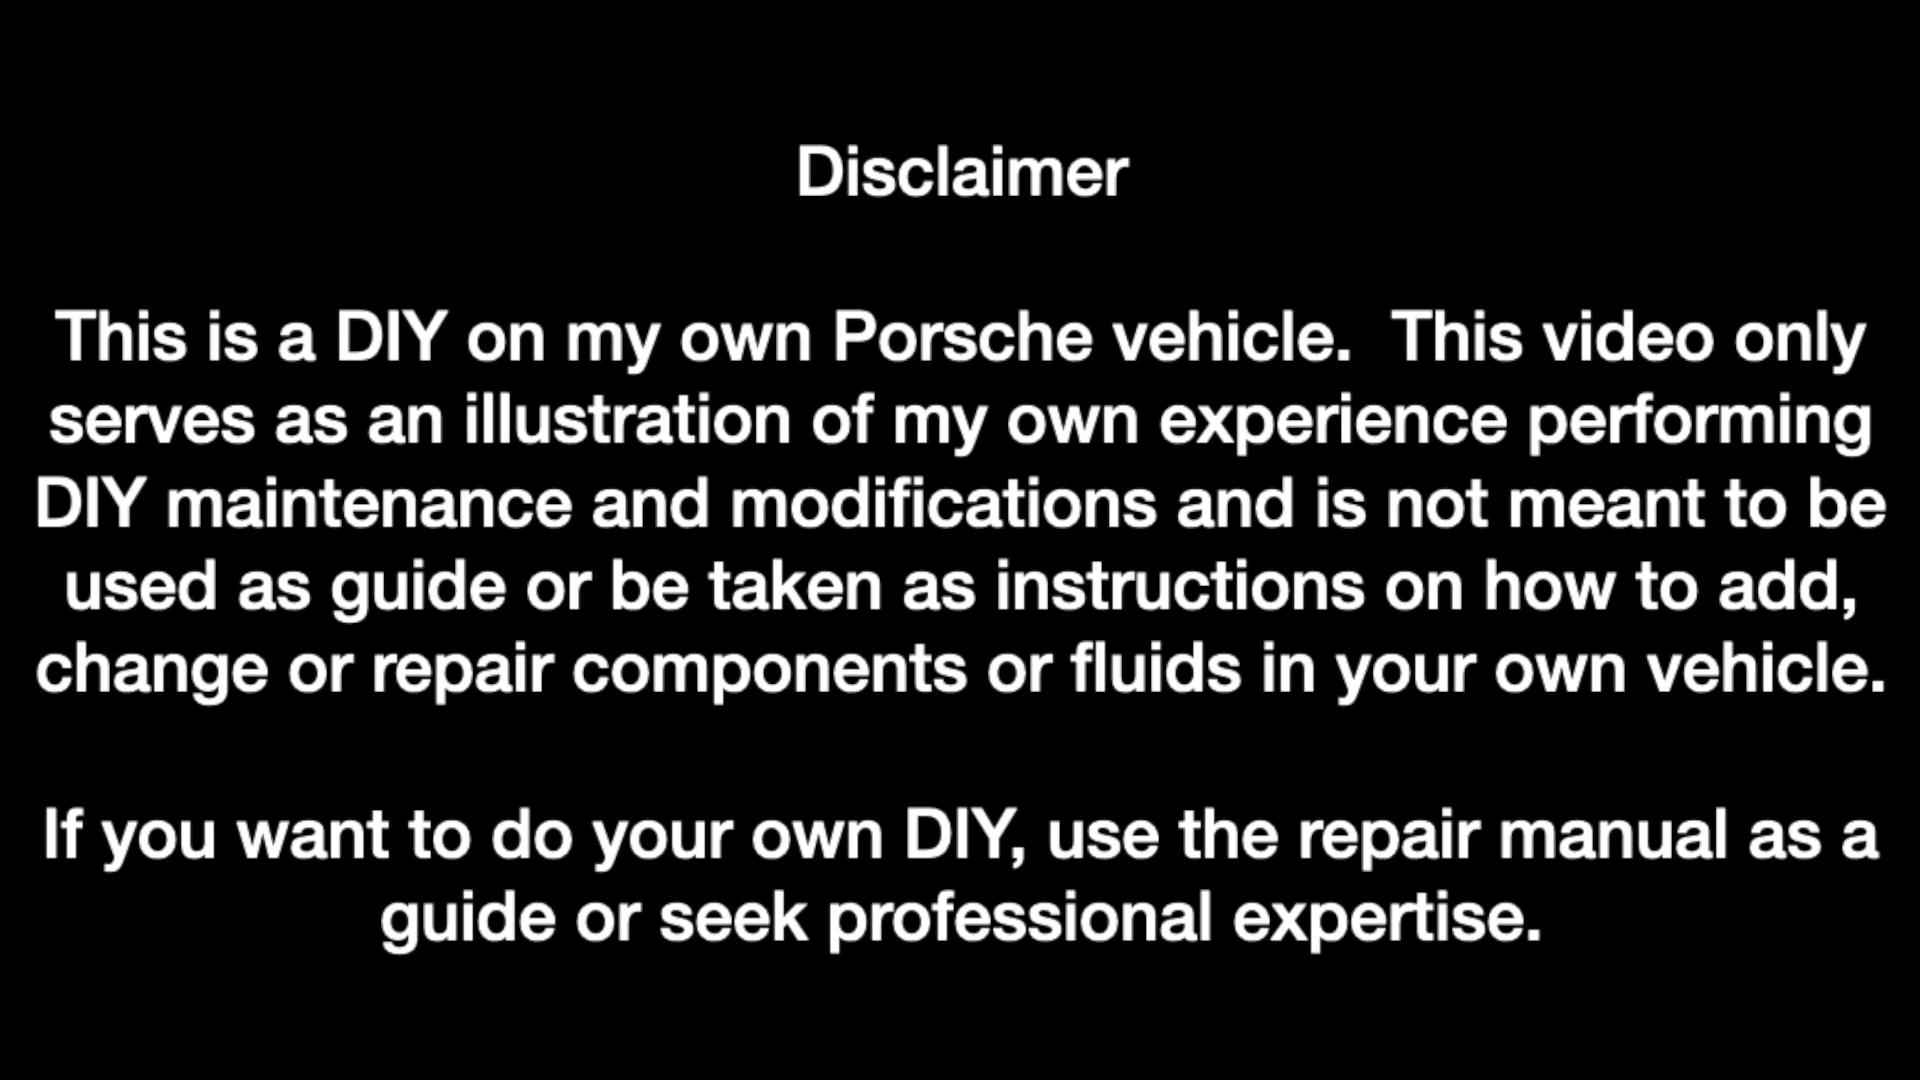 Disclaimer
This is a DIY on my own Porsche vehicle.  This video only
serves as an illustration of my own experience performing
DIY maintenance and modifications and is not meant to be
used as guide or be taken as instructions on how to add,
change or repair components or fluids in your own vehicle.
If you want to do your own DIY, use the repair manual as a
guide or seek professional expertise.